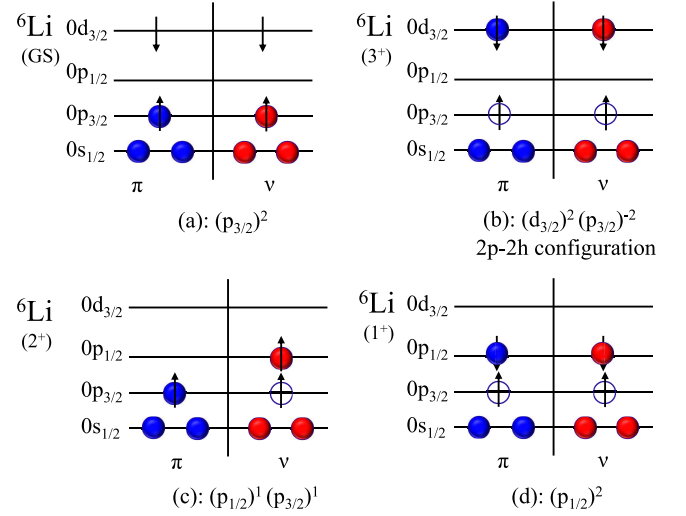 ⁶Li
(GS)
0d₃/₂
0p₁/₂
0p₃/₂
0s₁/₂
π
ν
(a): (p₃/₂)²
⁶Li
(3⁺)
0d₃/₂
0p₁/₂
0p₃/₂
0s₁/₂
π
ν
(b): (d₃/₂)² (p₃/₂)⁻²
2p-2h configuration
⁶Li
(2⁺)
0d₃/₂
0p₁/₂
0p₃/₂
0s₁/₂
π
ν
(c): (p₁/₂)¹ (p₃/₂)¹
⁶Li
(1⁺)
0d₃/₂
0p₁/₂
0p₃/₂
0s₁/₂
π
ν
(d): (p₁/₂)²